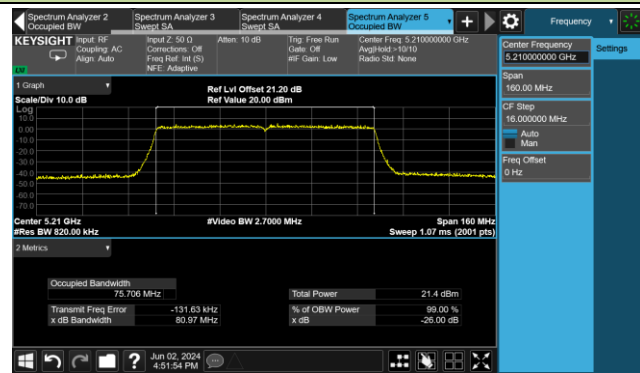 Spectrum Analyzer 2
Occupied BW
Spectrum Analyzer 3
Swept SA
Spectrum Analyzer 4
Swept SA
Spectrum Analyzer 5
Occupied BW
Frequency
KEYSIGHT
Input: RF
Coupling: AC
Align: Auto
Input Z: 50 Ω
Corrections: Off
Freq Ref: Int (S)
NFE: Adaptive
Atten: 10 dB
Trig: Free Run
Gate: Off
#IF Gain: Low
Center Freq: 5.210000000 GHz
Avg|Hold:>10/10
Radio Std: None
Center Frequency
5.210000000 GHz
Settings
Span
160.00 MHz
CF Step
16.000000 MHz
Auto
Man
Freq Offset
0 Hz
1 Graph
Scale/Div 10.0 dB
Ref Lvl Offset 21.20 dB
Ref Value 20.00 dBm
Log
10.0
0.00
-10.0
-20.0
-30.0
-40.0
-50.0
-60.0
-70.0
Center 5.21 GHz
#Video BW 2.7000 MHz
Span 160 MHz
#Res BW 820.00 kHz
Sweep 1.07 ms (2001 pts)
2 Metrics
Occupied Bandwidth
75.706 MHz
Total Power
21.4 dBm
Transmit Freq Error
-131.63 kHz
% of OBW Power
99.00 %
x dB Bandwidth
80.97 MHz
x dB
-26.00 dB
Jun 02, 2024
4:51:54 PM